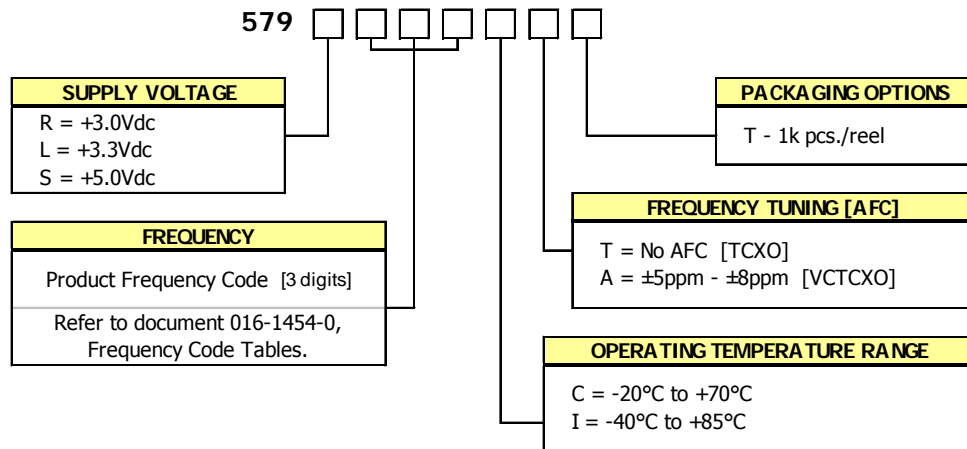 579
SUPPLY VOLTAGE
R = +3.0Vdc
L = +3.3Vdc
S = +5.0Vdc
FREQUENCY
Product Frequency Code [3 digits]
Refer to document 016-1454-0,
Frequency Code Tables.
PACKAGING OPTIONS
T - 1k pcs./reel
FREQUENCY TUNING [AFC]
T = No AFC [TCXO]
A = ±5ppm - ±8ppm [VCTCXO]
OPERATING TEMPERATURE RANGE
C = -20°C to +70°C
I = -40°C to +85°C